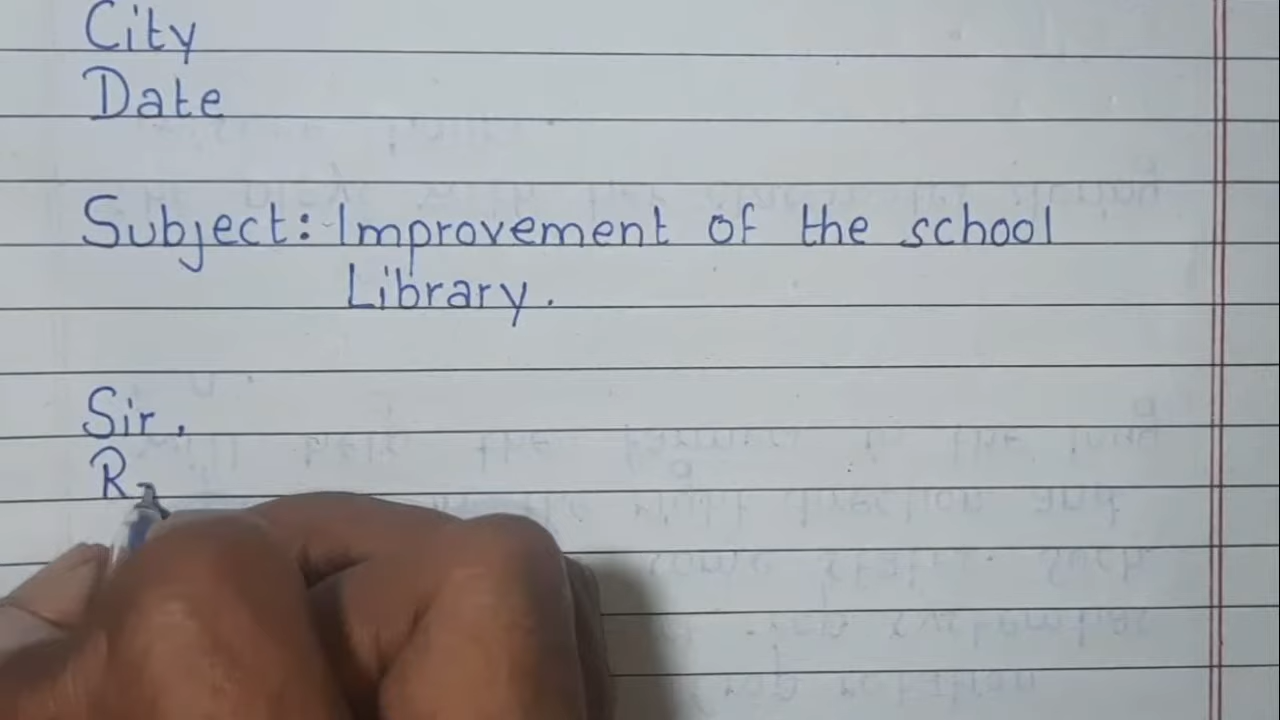 City
Date
Subject: Improvement of the school
Library.
Sir,
R